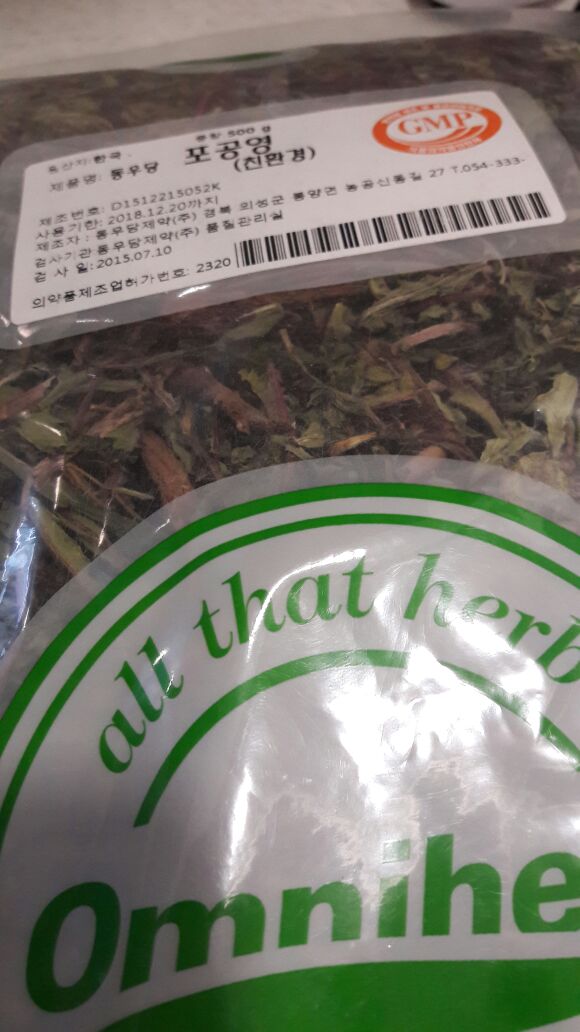 중량 500 g
원산지:한국 .
제품명: 동우당 포공영
(친환경)
GMP
제조번호: D1512215052K
사용기한: 2018.12.20까지
제조자 : 동우당제약(주) 경북 의성군 봉양면 농공신동길 27 T.054-333-
검사기관동우당제약(주) 품질관리실
검 사 일:2015.07.10
의약품제조업허가번호: 2320
all that herb
Omnihe